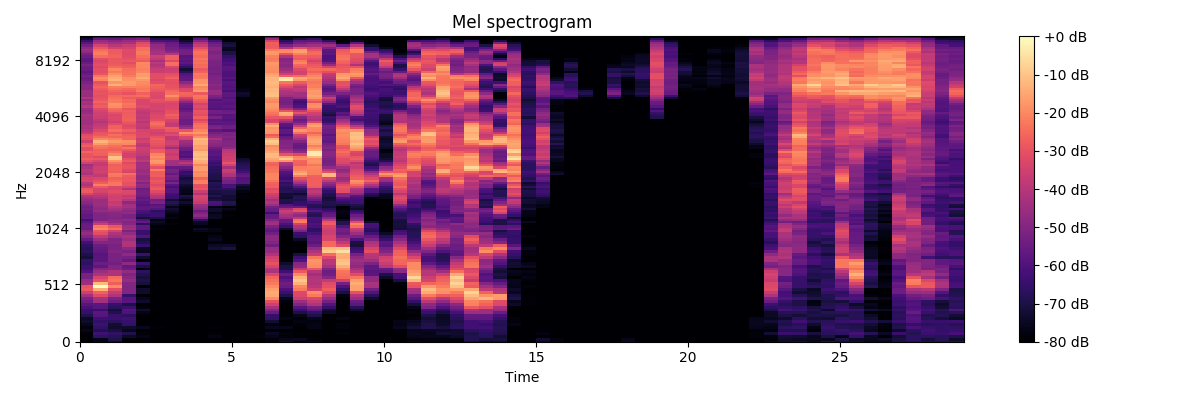 Mel spectrogram
Hz
8192
4096
2048
1024
512
0
0 5 10 15 20 25
Time
+0 dB
-10 dB
-20 dB
-30 dB
-40 dB
-50 dB
-60 dB
-70 dB
-80 dB